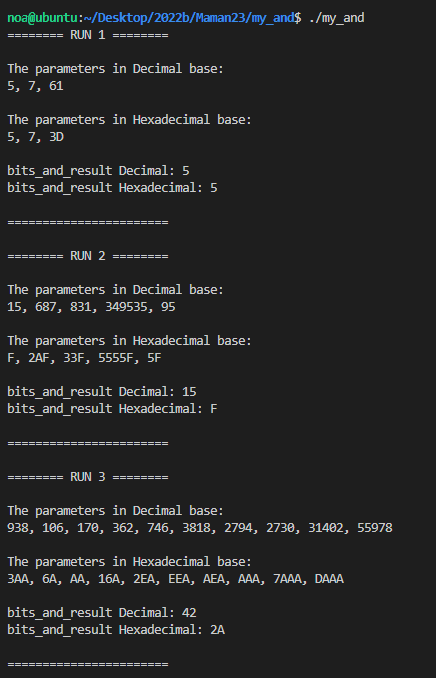 noa@ubuntu:~/Desktop/2022b/Maman23/my_and$ ./my_and
======== RUN 1 ========
The parameters in Decimal base:
5, 7, 61
The parameters in Hexadecimal base:
5, 7, 3D
bits_and_result Decimal: 5
bits_and_result Hexadecimal: 5
=======================
======== RUN 2 ========
The parameters in Decimal base:
15, 687, 831, 349535, 95
The parameters in Hexadecimal base:
F, 2AF, 33F, 5555F, 5F
bits_and_result Decimal: 15
bits_and_result Hexadecimal: F
=======================
======== RUN 3 ========
The parameters in Decimal base:
938, 106, 170, 362, 746, 3818, 2794, 2730, 31402, 55978
The parameters in Hexadecimal base:
3AA, 6A, AA, 16A, 2EA, EEA, AEA, AAA, 7AAA, DAAA
bits_and_result Decimal: 42
bits_and_result Hexadecimal: 2A
=======================